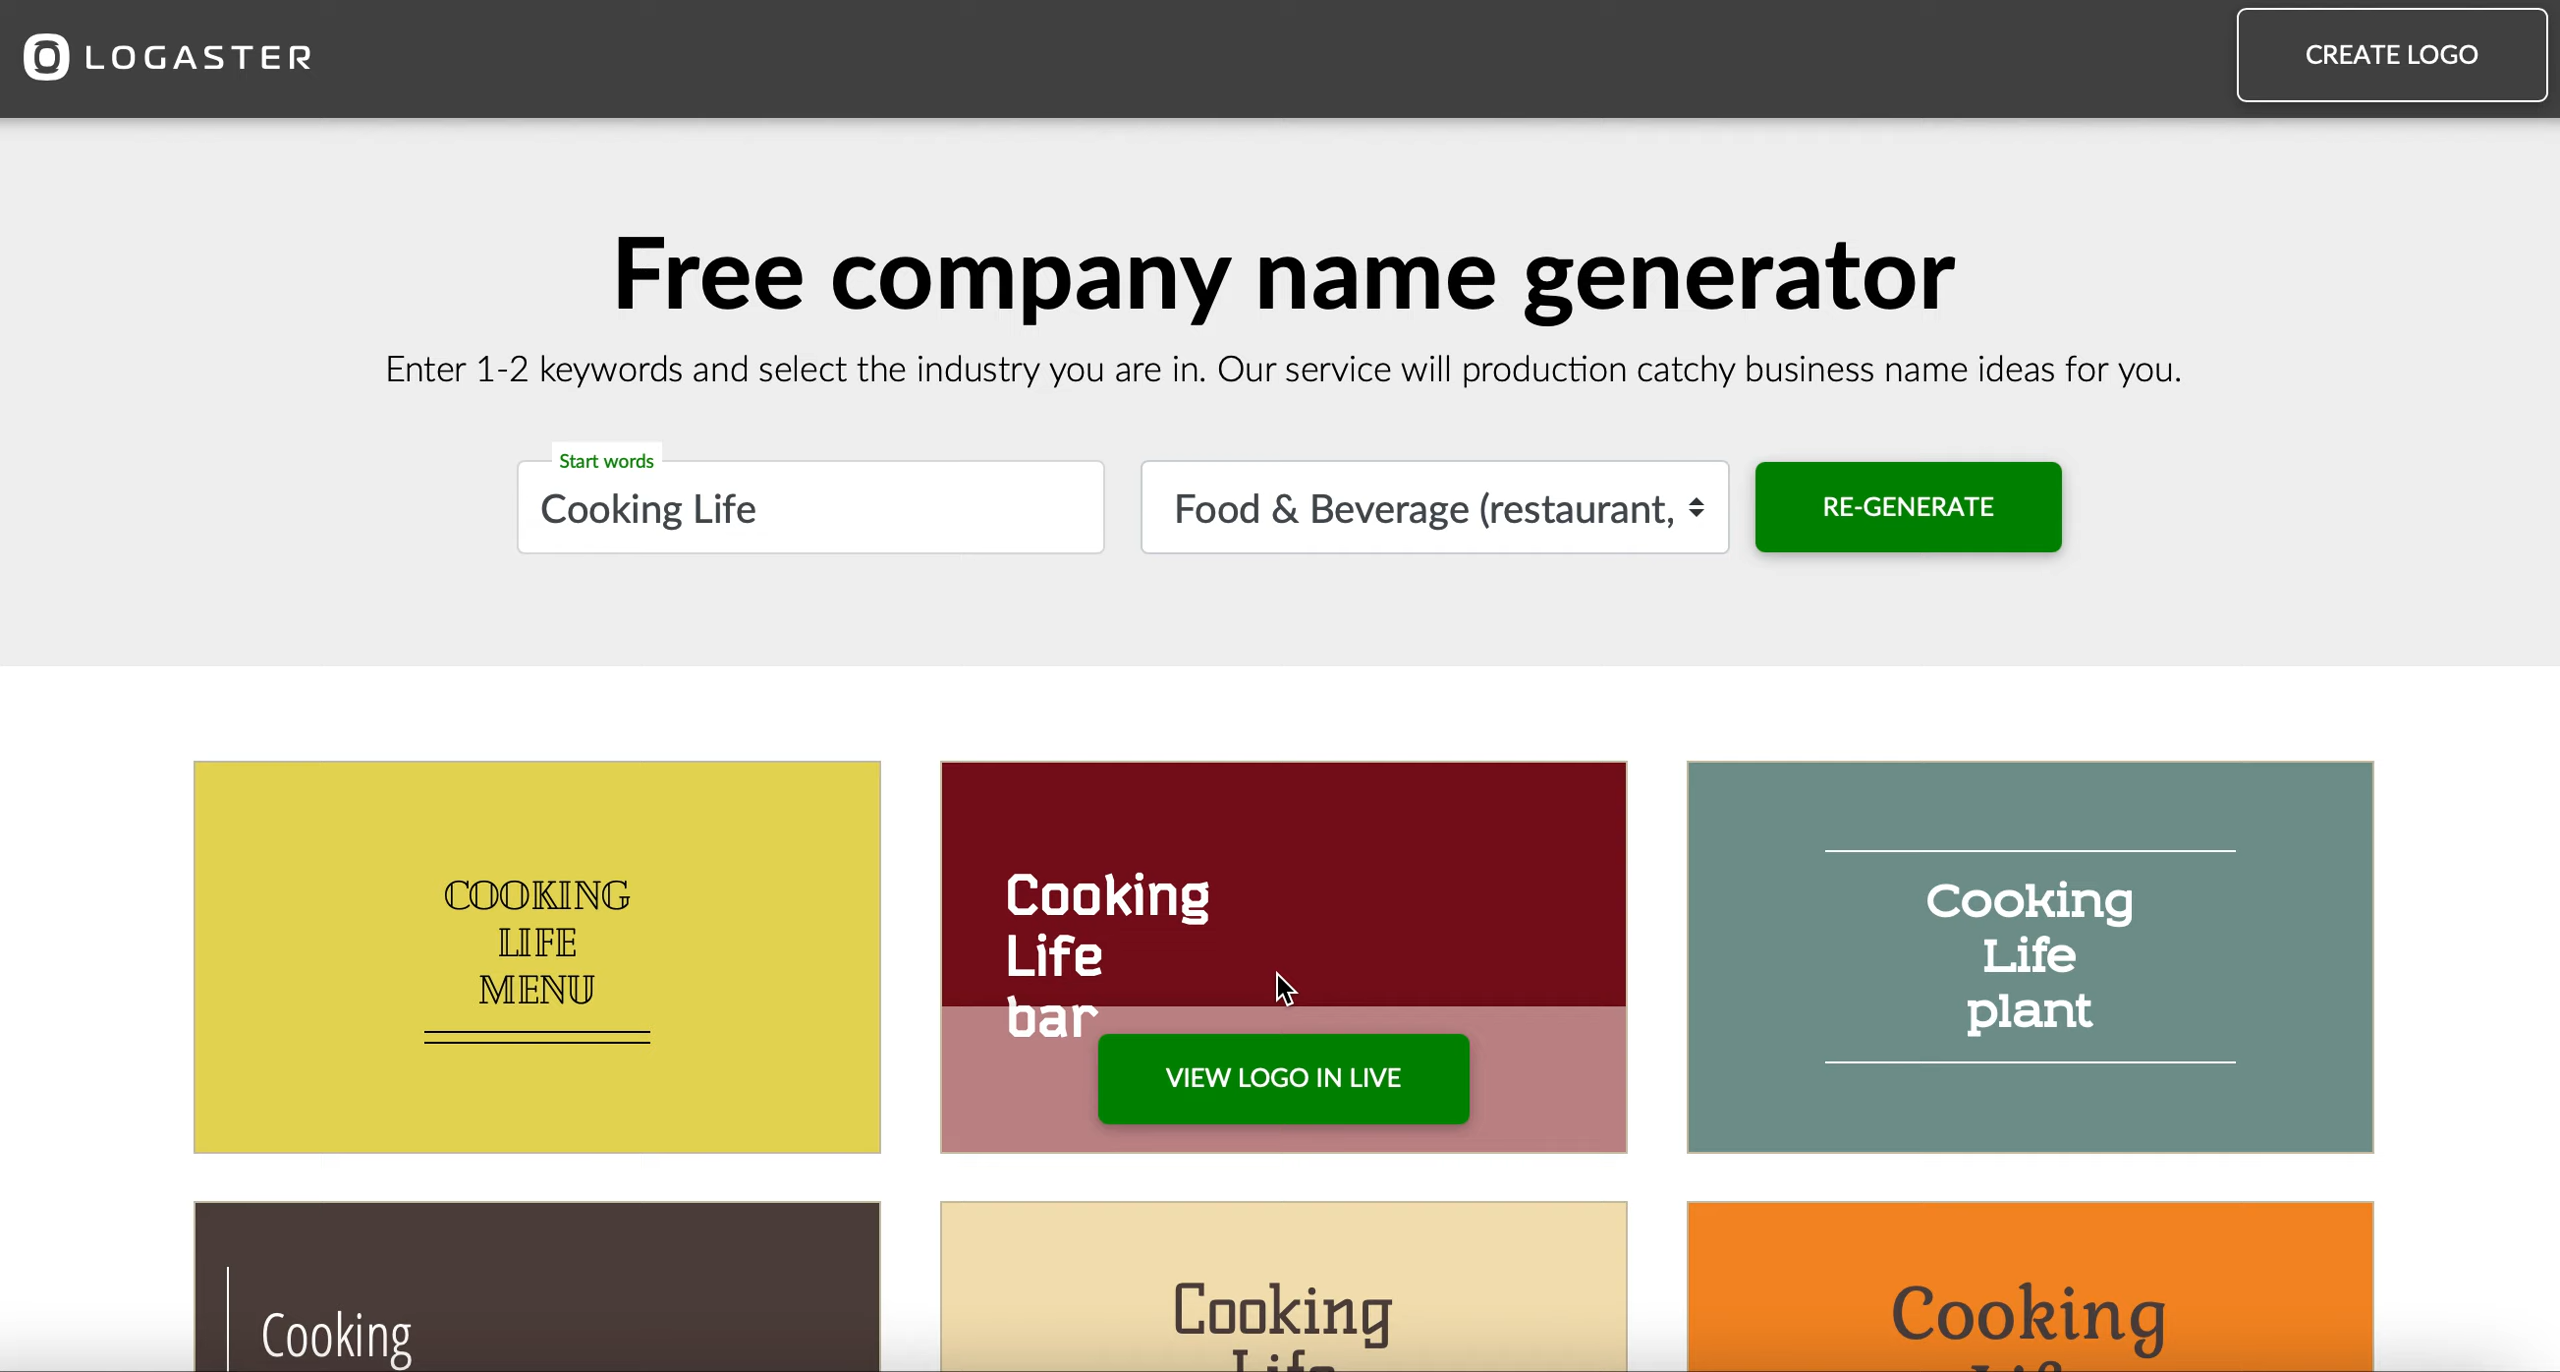 LOGASTER
CREATE LOGO
Free company name generator
Enter 1-2 keywords and select the industry you are in. Our service will production catchy business name ideas for you.
Start words
Cooking Life
Food & Beverage (restaurant,
RE-GENERATE
COOKING
LIFE
MENU
Cooking
Life
bar
VIEW LOGO IN LIVE
Cooking
Life
plant
Cooking
Cooking
Life
Cooking